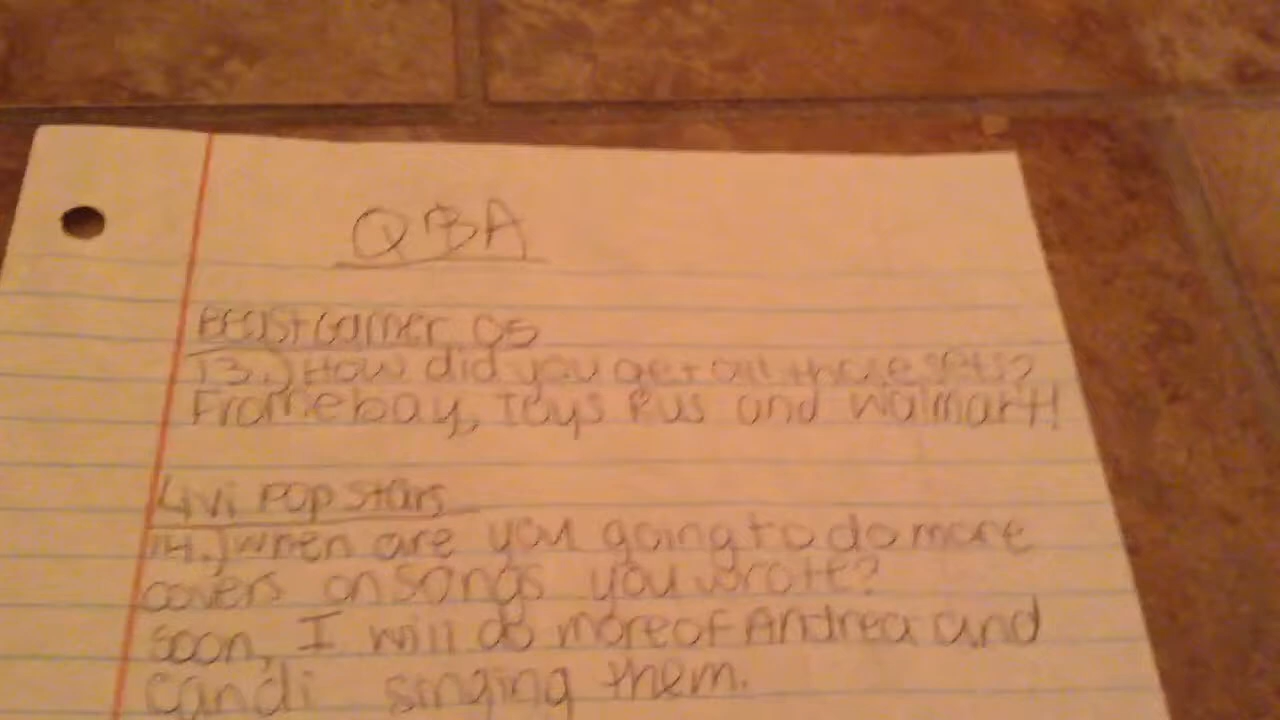 Q&A
Beastgamer 05
13.) How did you get all those sets?
From ebay, Toys R us and walmart!
Livi Pop stars
14.) when are you going to do more
covers on songs you wrote?
soon, I will do more of Andrea and
Candi singing them.